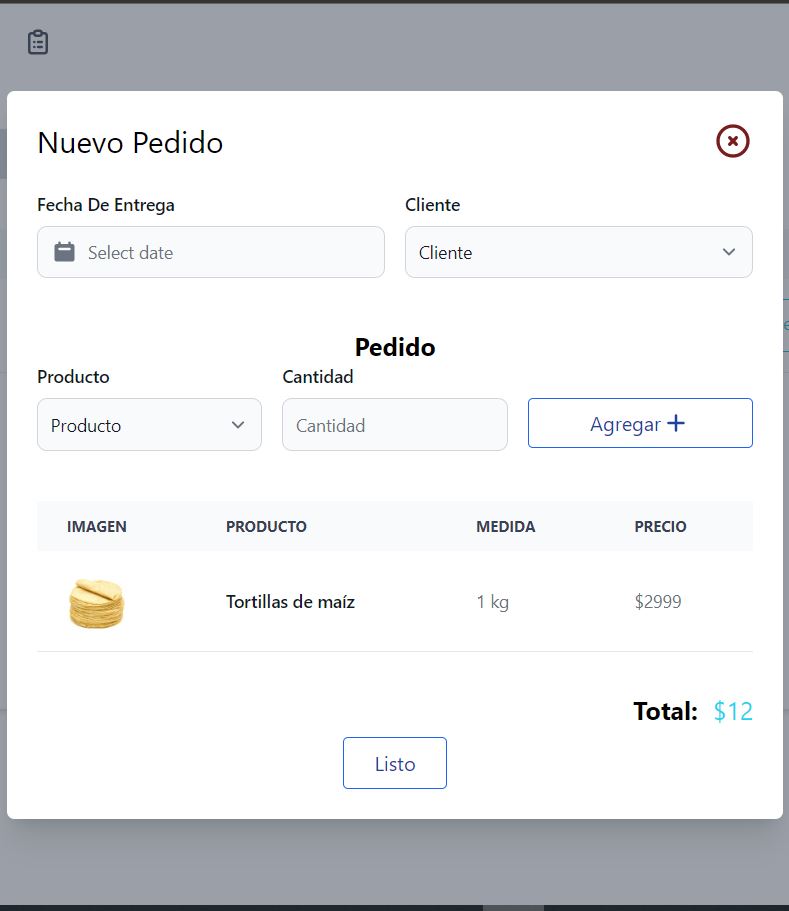 Nuevo Pedido
Fecha De Entrega
Cliente
Select date
Cliente
Pedido
Producto
Cantidad
Producto
Cantidad
Agregar
IMAGEN PRODUCTO MEDIDA PRECIO
Tortillas de maíz 1 kg $2999
Total: $12
Listo